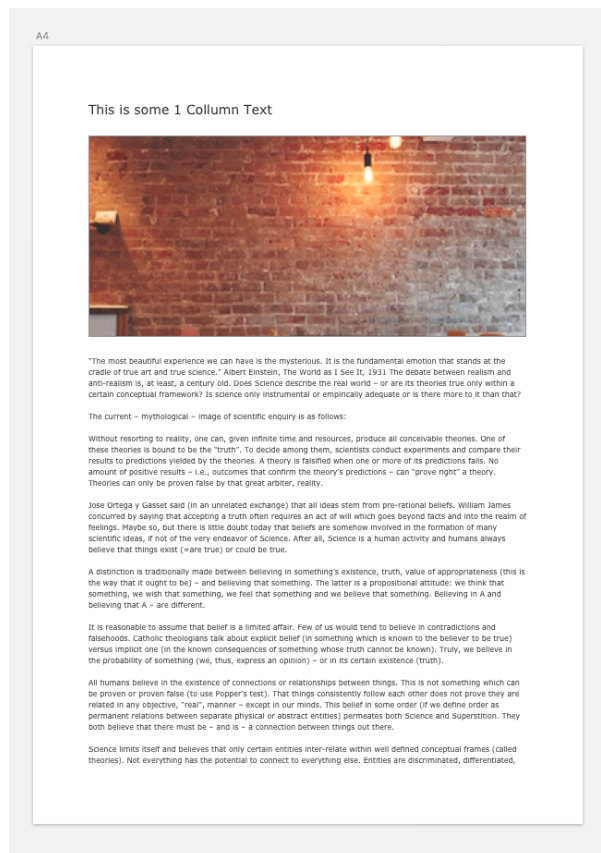 A4
This is some 1 Collumn Text
“The most beautiful experience we can have is the mysterious. It is the fundamental emotion that stands at the
cradle of true art and true science.” Albert Einstein, The World as I See It, 1931 The debate between realism and
anti-realism is, at least, a century old. Does Science describe the real world – or are its theories true only within a
certain conceptual framework? Is science only instrumental or empirically adequate or is there more to it than that?
The current – mythological – image of scientific enquiry is as follows:
Without resorting to reality, one can, given infinite time and resources, produce all conceivable theories. One of
these theories is bound to be the “truth”. To decide among them, scientists conduct experiments and compare their
results to predictions yielded by the theories. A theory is falsified when one or more of its predictions fails. No
amount of positive results – i.e., outcomes that confirm the theory’s predictions – can “prove right” a theory.
Theories can only be proven false by that great arbiter, reality.
Jose Ortega y Gasset said (in an unrelated exchange) that all ideas stem from pre-rational beliefs. William James
concurred by saying that accepting a truth often requires an act of will which goes beyond facts and into the realm of
feelings. Maybe so, but there is little doubt today that beliefs are somehow involved in the formation of many
scientific ideas, if not of the very endeavor of Science. After all, Science is a human activity and humans always
believe that things exist (=are true) or could be true.
A distinction is traditionally made between believing in something’s existence, truth, value of appropriateness (this is
the way that it ought to be) – and believing that something. The latter is a propositional attitude: we think that
something, we wish that something, we feel that something and we believe that something. Believing in A and
believing that A – are different.
It is reasonable to assume that belief is a limited affair. Few of us would tend to believe in contradictions and
falsehoods. Catholic theologians talk about explicit belief (in something which is known to the believer to be true)
versus implicit one (in the known consequences of something whose truth cannot be known). Truly, we believe in
the probability of something (we, thus, express an opinion) – or in its certain existence (truth).
All humans believe in the existence of connections or relationships between things. This is not something which can
be proven or proven false (to use Popper’s test). That things consistently follow each other does not prove they are
related in any objective, “real”, manner – except in our minds. This belief in some order (if we define order as
permanent relations between separate physical or abstract entities) permeates both Science and Superstition. They
both believe that there must be – and is – a connection between things out there.
Science limits itself and believes that only certain entities inter-relate within well defined conceptual frames (called
theories). Not everything has the potential to connect to everything else. Entities are discriminated, differentiated,